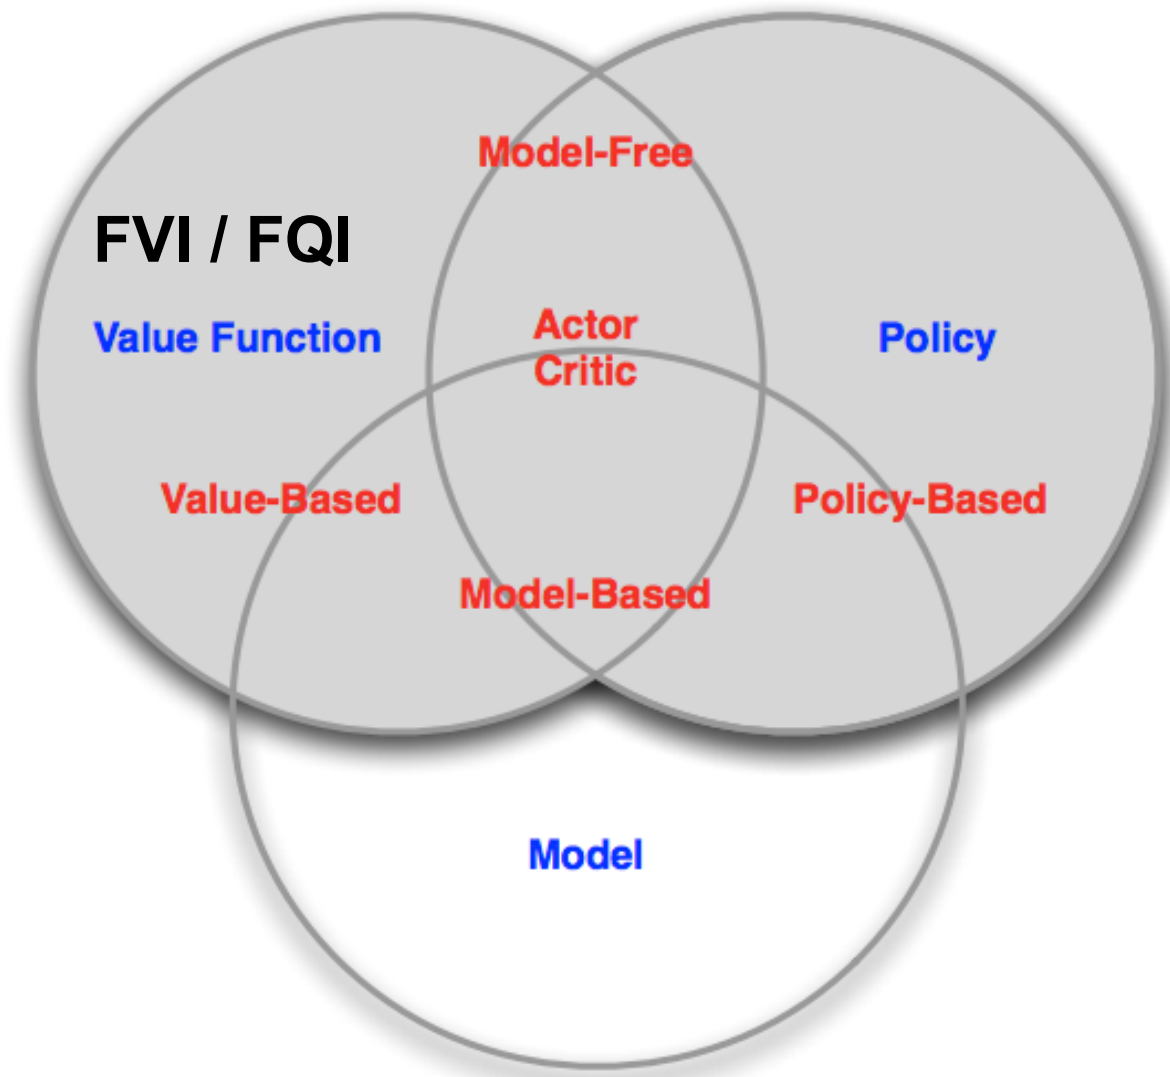 Model-Free
FVI / FQI
Value Function
Actor
Critic
Policy
Value-Based
Policy-Based
Model-Based
Model